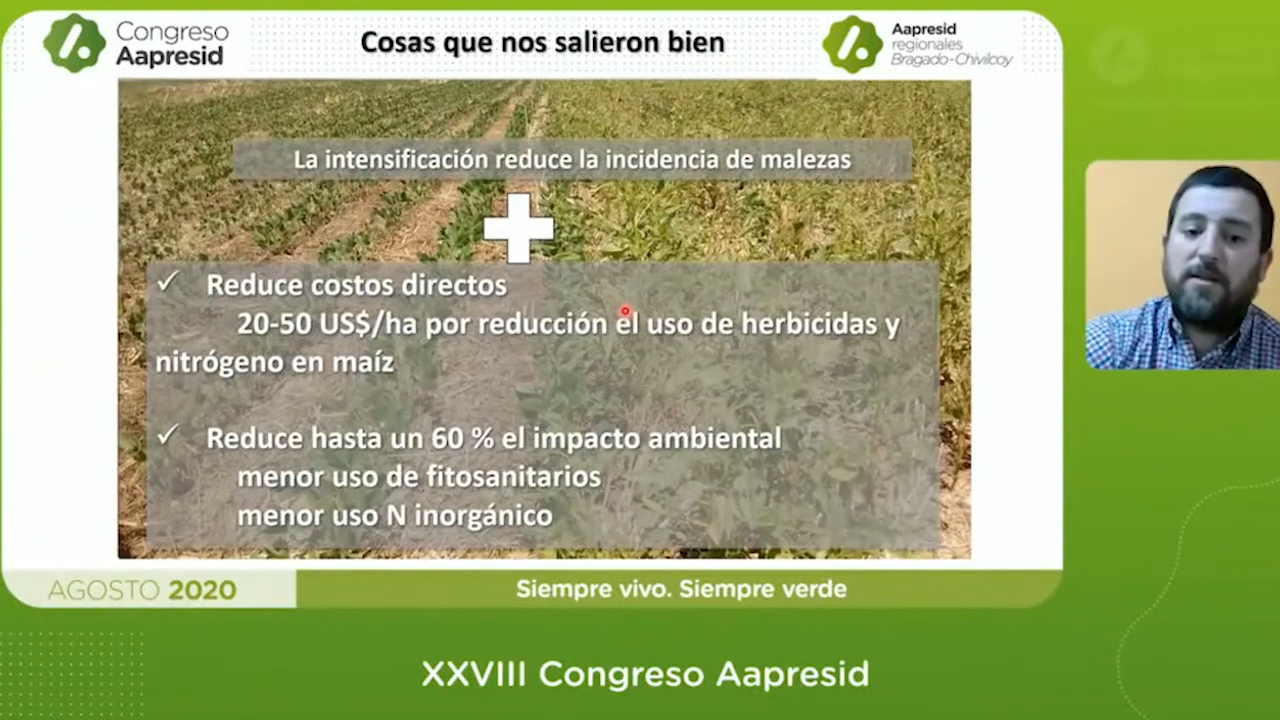 Congreso
Aapresid
Cosas que nos salieron bien
Aapresid
regionales
Bragado-Chivilcoy
La intensificación reduce la incidencia de malezas
✓ Reduce costos directos
20-50 US$/ha por reducción el uso de herbicidas y
nitrógeno en maíz
✓ Reduce hasta un 60 % el impacto ambiental
menor uso de fitosanitarios
menor uso N inorgánico
AGOSTO 2020
Siempre vivo. Siempre verde
XXVIII Congreso Aapresid